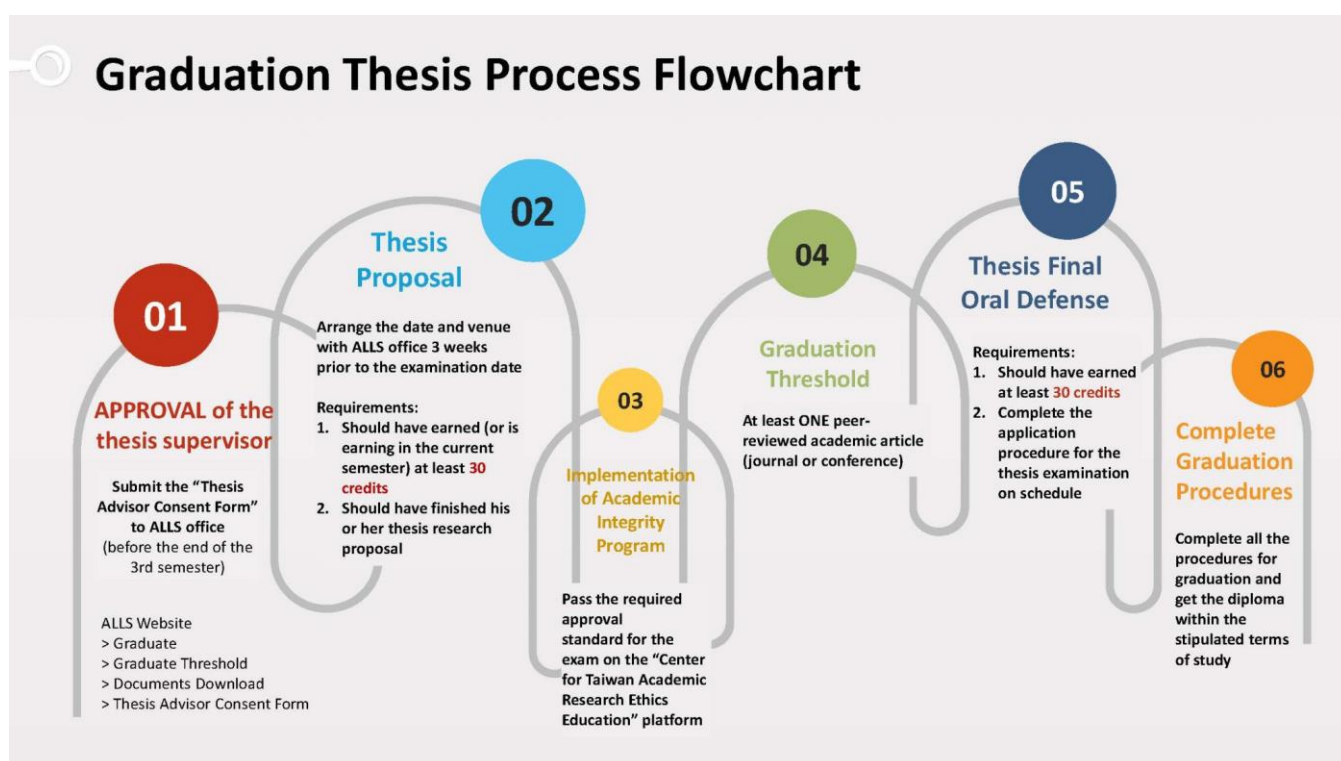 Graduation Thesis Process Flowchart
01
APPROVAL of the
thesis supervisor
Submit the “Thesis
Advisor Consent Form”
to ALLS office
(before the end of the
3rd semester)
ALLS Website
> Graduate
> Graduate Threshold
> Documents Download
> Thesis Advisor Consent Form
02
Thesis
Proposal
Arrange the date and venue
with ALLS office 3 weeks
prior to the examination date
Requirements:
1. Should have earned (or is
earning in the current
semester) at least 30
credits
2. Should have finished his
or her thesis research
proposal
03
Implementation
of Academic
Integrity
Program
Pass the required
approval
standard for the
exam on the “Center
for Taiwan Academic
Research Ethics
Education” platform
04
Graduation
Threshold
At least ONE peer-
reviewed academic article
(journal or conference)
05
Thesis Final
Oral Defense
Requirements:
1. Should have earned
at least 30 credits
2. Complete the
application
procedure for the
thesis examination
on schedule
06
Complete
Graduation
Procedures
Complete all the
procedures for
graduation and
get the diploma
within the
stipulated terms
of study